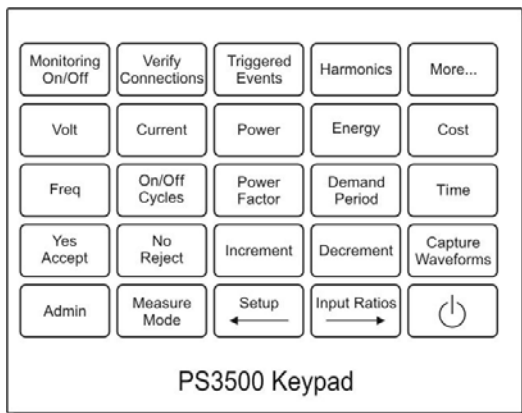 Monitoring
On/Off
Verify
Connections
Triggered
Events
Harmonics
More...
Volt
Current
Power
Energy
Cost
Freq
On/Off
Cycles
Power
Factor
Demand
Period
Time
Yes
Accept
No
Reject
Increment
Decrement
Capture
Waveforms
Admin
Measure
Mode
Setup
Input Ratios
PS3500 Keypad